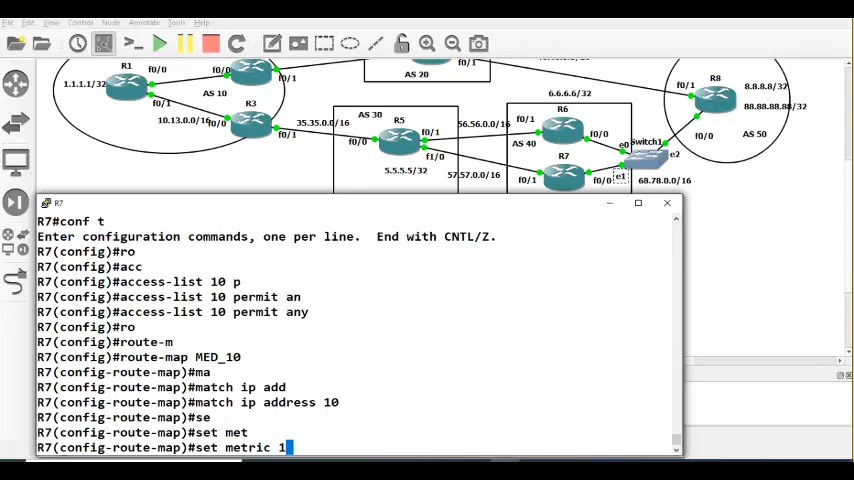 File Edit View Control Node Annotate Tools Help
R1
f0/0
f0/1
AS 20
f0/1
R8
1.1.1.1/32
f0/1
AS 10
f0/0
8.8.8.8/32
88.88.88.88/32
6.6.6.6/32
R3
AS 30
R5
R6
10.13.0.0/16
f0/0
f0/1
35.35.0.0/16
f0/0
f0/1
56.56.0.0/16
f0/1
f0/0
AS 50
AS 40
e0
Switch1
e2
f0/0
f1/0
R7
5.5.5.5/32
57.57.0.0/16
f0/1
f0/0
e1
68.78.0.0/16
R7
R7#conf t
Enter configuration commands, one per line.  End with CNTL/Z.
R7(config)#ro
R7(config)#acc
R7(config)#access-list 10 p
R7(config)#access-list 10 permit an
R7(config)#access-list 10 permit any
R7(config)#ro
R7(config)#route-m
R7(config)#route-map MED_10
R7(config-route-map)#ma
R7(config-route-map)#match ip add
R7(config-route-map)#match ip address 10
R7(config-route-map)#se
R7(config-route-map)#set met
R7(config-route-map)#set metric 1